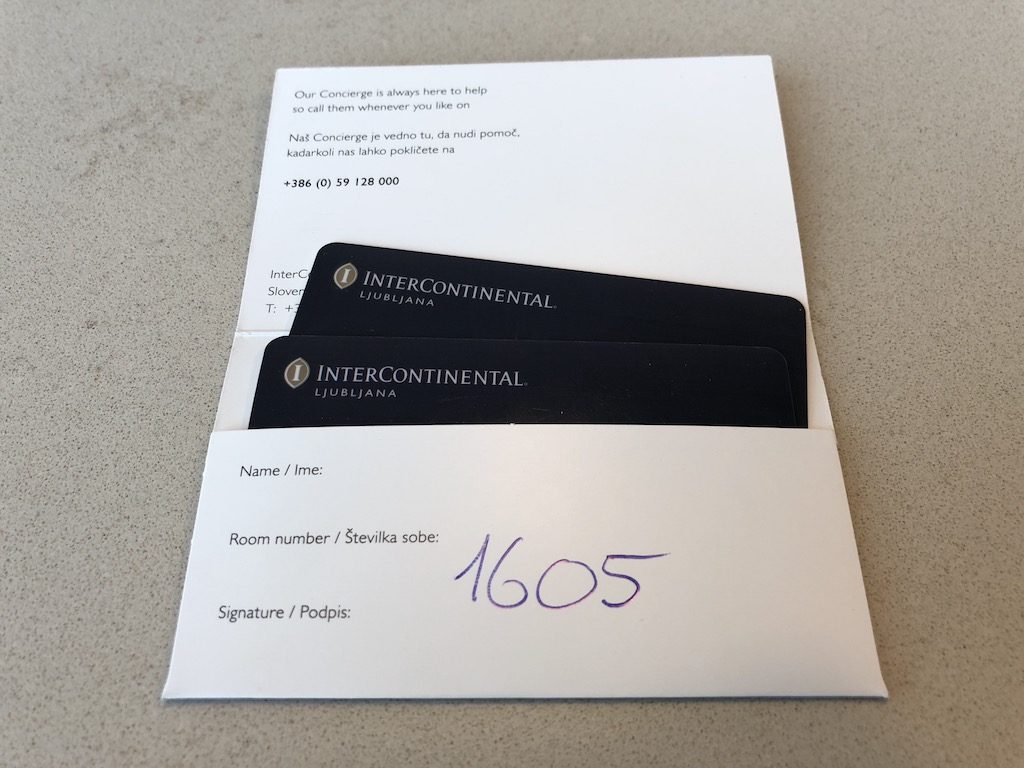 Our Concierge is always here to help
so call them whenever you like on
Naš Concierge je vedno tu, da nudi pomoč,
kadarkoli nas lahko pokličete na
+386 (0) 59 128 000
T:
I INTERCONTINENTAL®
LJUBLJANA
I INTERCONTINENTAL®
LJUBLJANA
Name / Ime:
Room number / Številka sobe: 1605
Signature / Podpis: